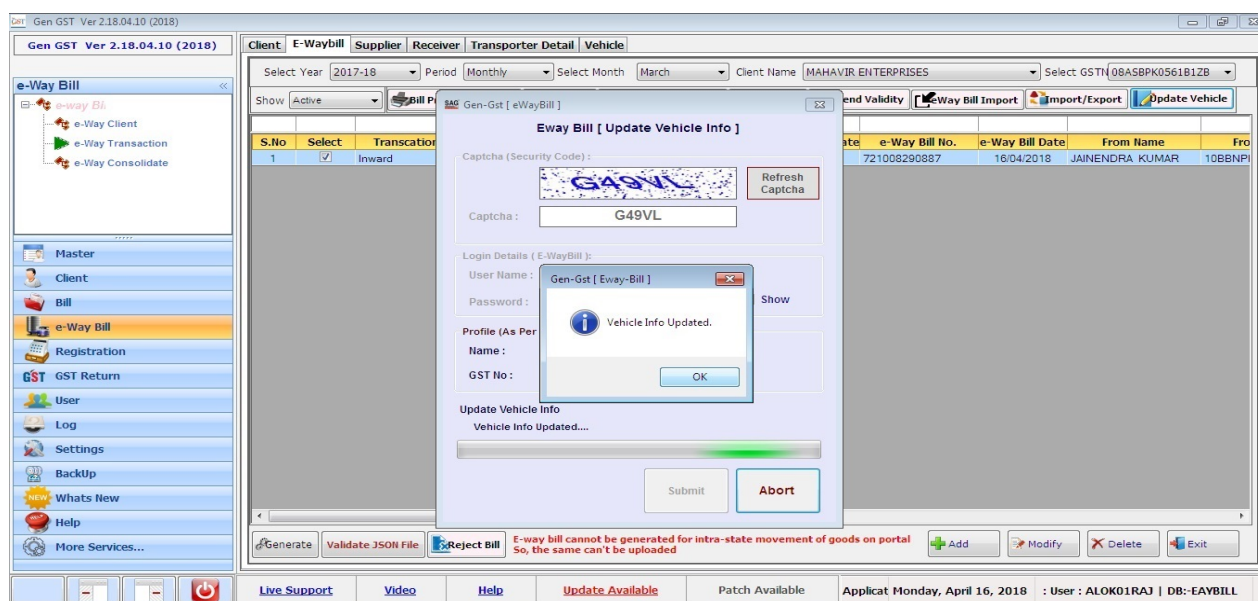 GST Gen GST Ver 2.18.04.10 (2018)
Gen GST Ver 2.18.04.10 (2018)
Client E-Waybill Supplier Receiver Transporter Detail Vehicle
Select Year 2017-18 Period Monthly Select Month March Client Name MAHAVIR ENTERPRISES Select GSTN 08ASBPK0561B1ZB
e-Way Bill
Show Active Bill end Validity eWay Bill Import Import/Export Update Vehicle
e-way Bi
e-Way Client
e-Way Transaction
e-Way Consolidate
S.No Select e-Way Bill No. e-Way Bill Date From Name
1 Inward 721008290887 16/04/2018 JAINENDRA KUMAR
SAG Gen-Gst [ eWayBill ]
Eway Bill [ Update Vehicle Info ]
Captcha (Security Code) :
G49VL
Refresh
Captcha
Captcha : G49VL
Login Details ( E-WayBill ):
User Name :
Password : Show
Gen-Gst [ Eway-Bill ]
Vehicle Info Updated.
OK
Profile (As Per
Name :
GST No :
Update Vehicle Info
Vehicle Info Updated....
Submit Abort
Master
Client
Bill
e-Way Bill
Registration
GST GST Return
User
Log
Settings
BackUp
NEW Whats New
Help
More Services...
Generate Validate JSON File Reject Bill
E-way bill cannot be generated for intra-state movement of goods on portal
So, the same can't be uploaded
Add Modify Delete Exit
Live Support Video Help Update Available Patch Available Applicat Monday, April 16, 2018 : User : ALOK01RAJ | DB:-EAYBILL